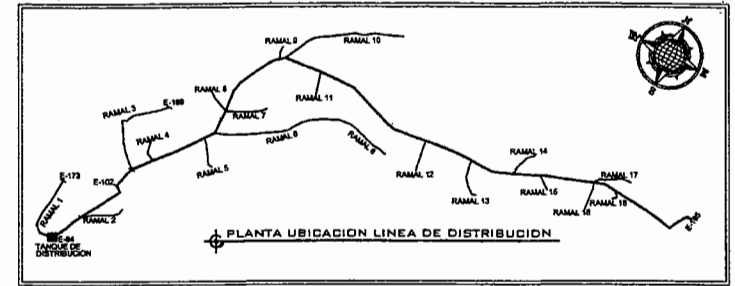 RAMAL 9
RAMAL 10
RAMAL 8
RAMAL 11
RAMAL 3
E-169
RAMAL 7
RAMAL 4
RAMAL 6
RAMAL 6
RAMAL 14
RAMAL 5
RAMAL 12
E-173
E-102
RAMAL 17
RAMAL 15
RAMAL 13
RAMAL 1
RAMAL 2
RAMAL 18
RAMAL 16
E-84
TANQUE DE
DISTRIBUCION
PLANTA UBICACION LINEA DE DISTRIBUCION
S